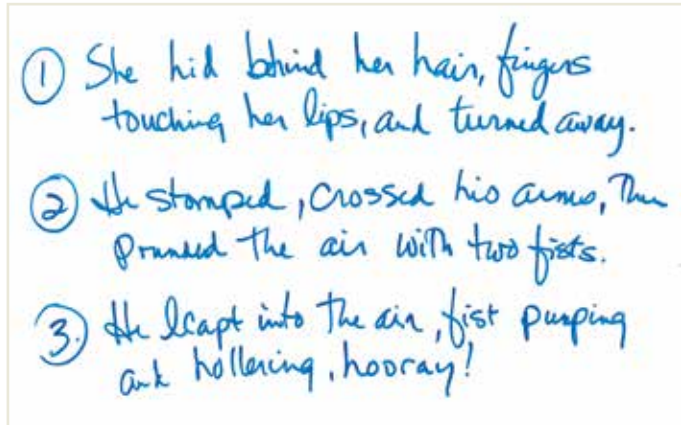 ① She hid behind her hair, fingers
touching her lips, and turned away.
② He stomped, crossed his arms, then
pounded the air with two fists.
③. He leapt into the air, fist pumping
and hollering, hooray!